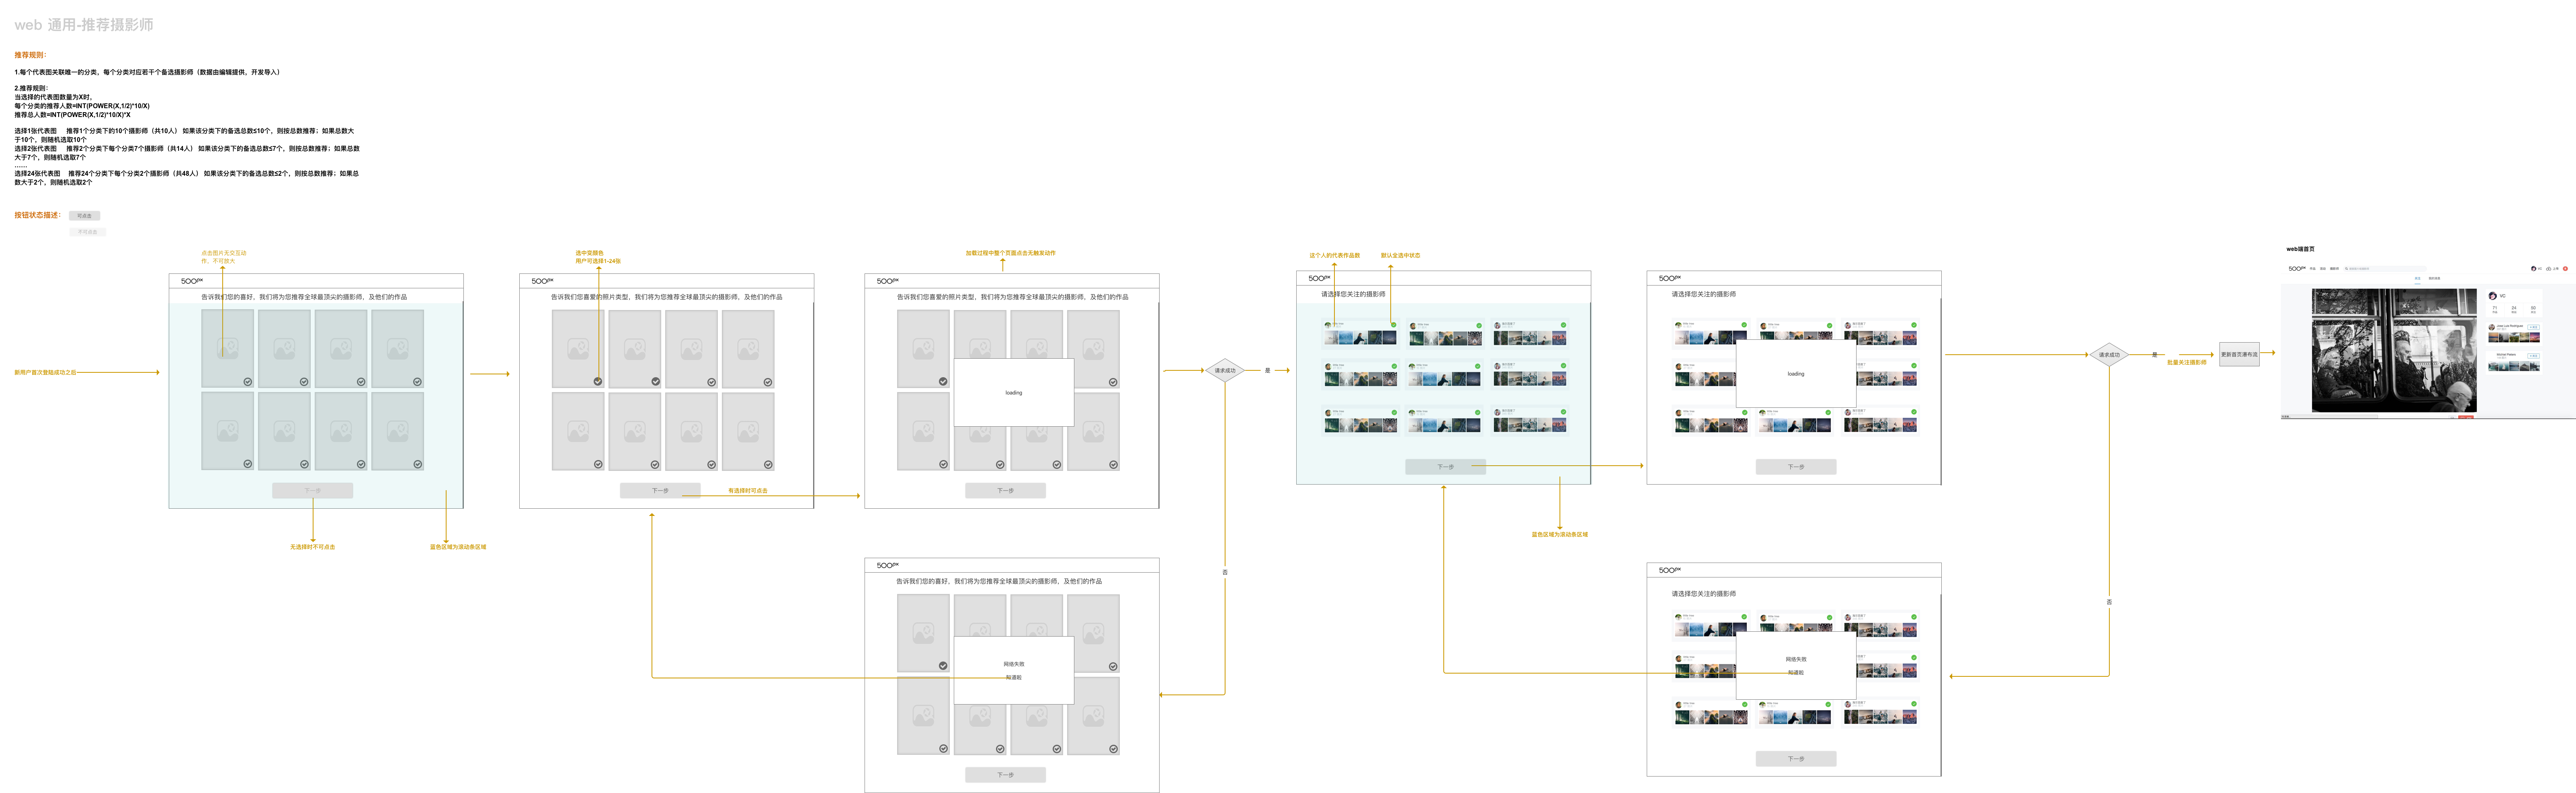 web 通用-推荐摄影师
推荐规则：
1.每个代表图关联唯一的分类，每个分类对应若干个备选摄影师（数据由编辑提供，开发导入）
2.推荐规则：
当选择的代表图数量为X时，
每个分类的推荐人数=INT(POWER(X,1/2)*10/X)
推荐总人数=INT(POWER(X,1/2)*10/X)*X
选择1张代表图 推荐1个分类下的10个摄影师（共10人） 如果该分类下的备选总数≤10个，则按总数推荐；如果总数大
于10个，则随机选取10个
选择2张代表图 推荐2个分类下每个分类7个摄影师（共14人） 如果该分类下的备选总数≤7个，则按总数推荐；如果总数
大于7个，则随机选取7个
……
选择24张代表图 推荐24个分类下每个分类2个摄影师（共48人） 如果该分类下的备选总数≤2个，则按总数推荐；如果总
数大于2个，则随机选取2个
按钮状态描述：
可点击
不可点击
新用户首次登陆成功之后
点击图片无交互动
作，不可放大
500px
告诉我们您的喜好，我们将为您推荐全球最顶尖的摄影师、及他们的作品
下一步
无选择时不可点击
蓝色区域为滚动条区域
选中变颜色
用户可选择1-24张
500px
告诉我们您喜爱的照片类型，我们将为您推荐全球最顶尖的摄影师、及他们的作品
下一步
有选择时可点击
加载过程中整个页面点击无触发动作
500px
告诉我们您喜爱的照片类型，我们将为您推荐全球最顶尖的摄影师、及他们的作品
loading
下一步
请求成功
是
否
500px
告诉我们您的喜好，我们将为您推荐全球最顶尖的摄影师、及他们的作品
网络失败
知道啦
下一步
这个人的代表作品数
默认全选中状态
500px
请选择您关注的摄影师
下一步
蓝色区域为滚动条区域
500px
请选择您关注的摄影师
loading
下一步
请求成功
是
否
批量关注摄影师
更新首页瀑布流
500px
请选择您关注的摄影师
网络失败
知道啦
下一步
web端首页
500px
VC